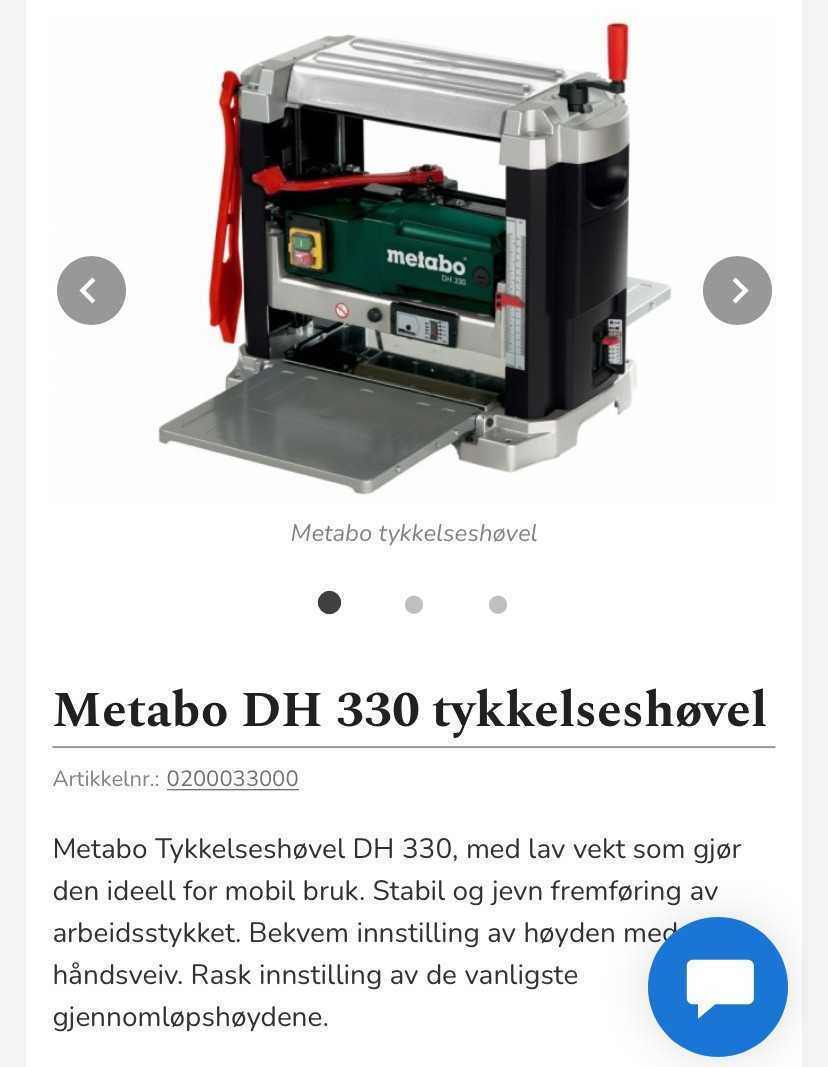 metabo
DH 330
Metabo tykkelseshøvel
Metabo DH 330 tykkelseshøvel
Artikkelnr.: 0200033000
Metabo Tykkelseshøvel DH 330, med lav vekt som gjør
den ideell for mobil bruk. Stabil og jevn fremføring av
arbeidsstykket. Bekvem innstilling av høyden med
håndsveiv. Rask innstilling av de vanligste
gjennomløpshøydene.